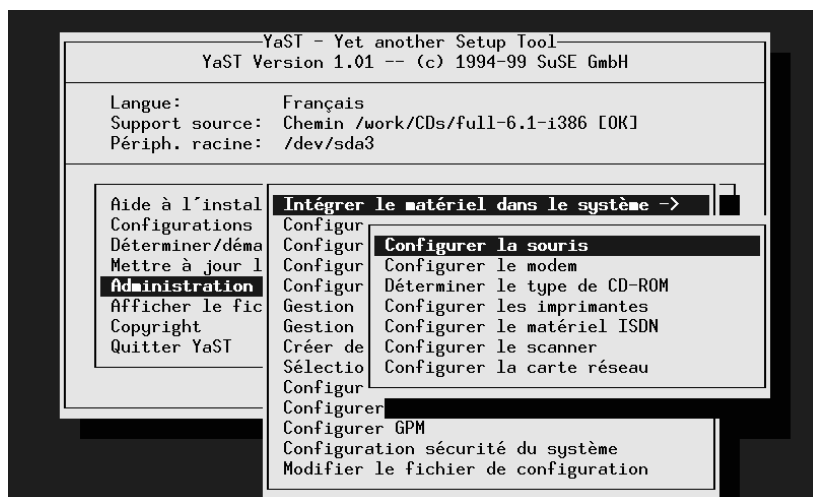 YaST - Yet another Setup Tool
YaST Version 1.01 -- (c) 1994-99 SuSE GmbH
Langue: Français
Support source: Chemin /work/CDs/full-6.1-i386 [OK]
Périph. racine: /dev/sda3
Aide à l´instal
Configurations
Déterminer/déma
Mettre à jour l
Administration
Afficher le fic
Copyright
Quitter YaST
Intégrer le matériel dans le système ->
Configur
Configur
Configur
Configur
Gestion
Gestion
Créer de
Sélectio
Configur
Configurer
Configurer GPM
Configuration sécurité du système
Modifier le fichier de configuration
Configurer la souris
Configurer le modem
Déterminer le type de CD-ROM
Configurer les imprimantes
Configurer le matériel ISDN
Configurer le scanner
Configurer la carte réseau